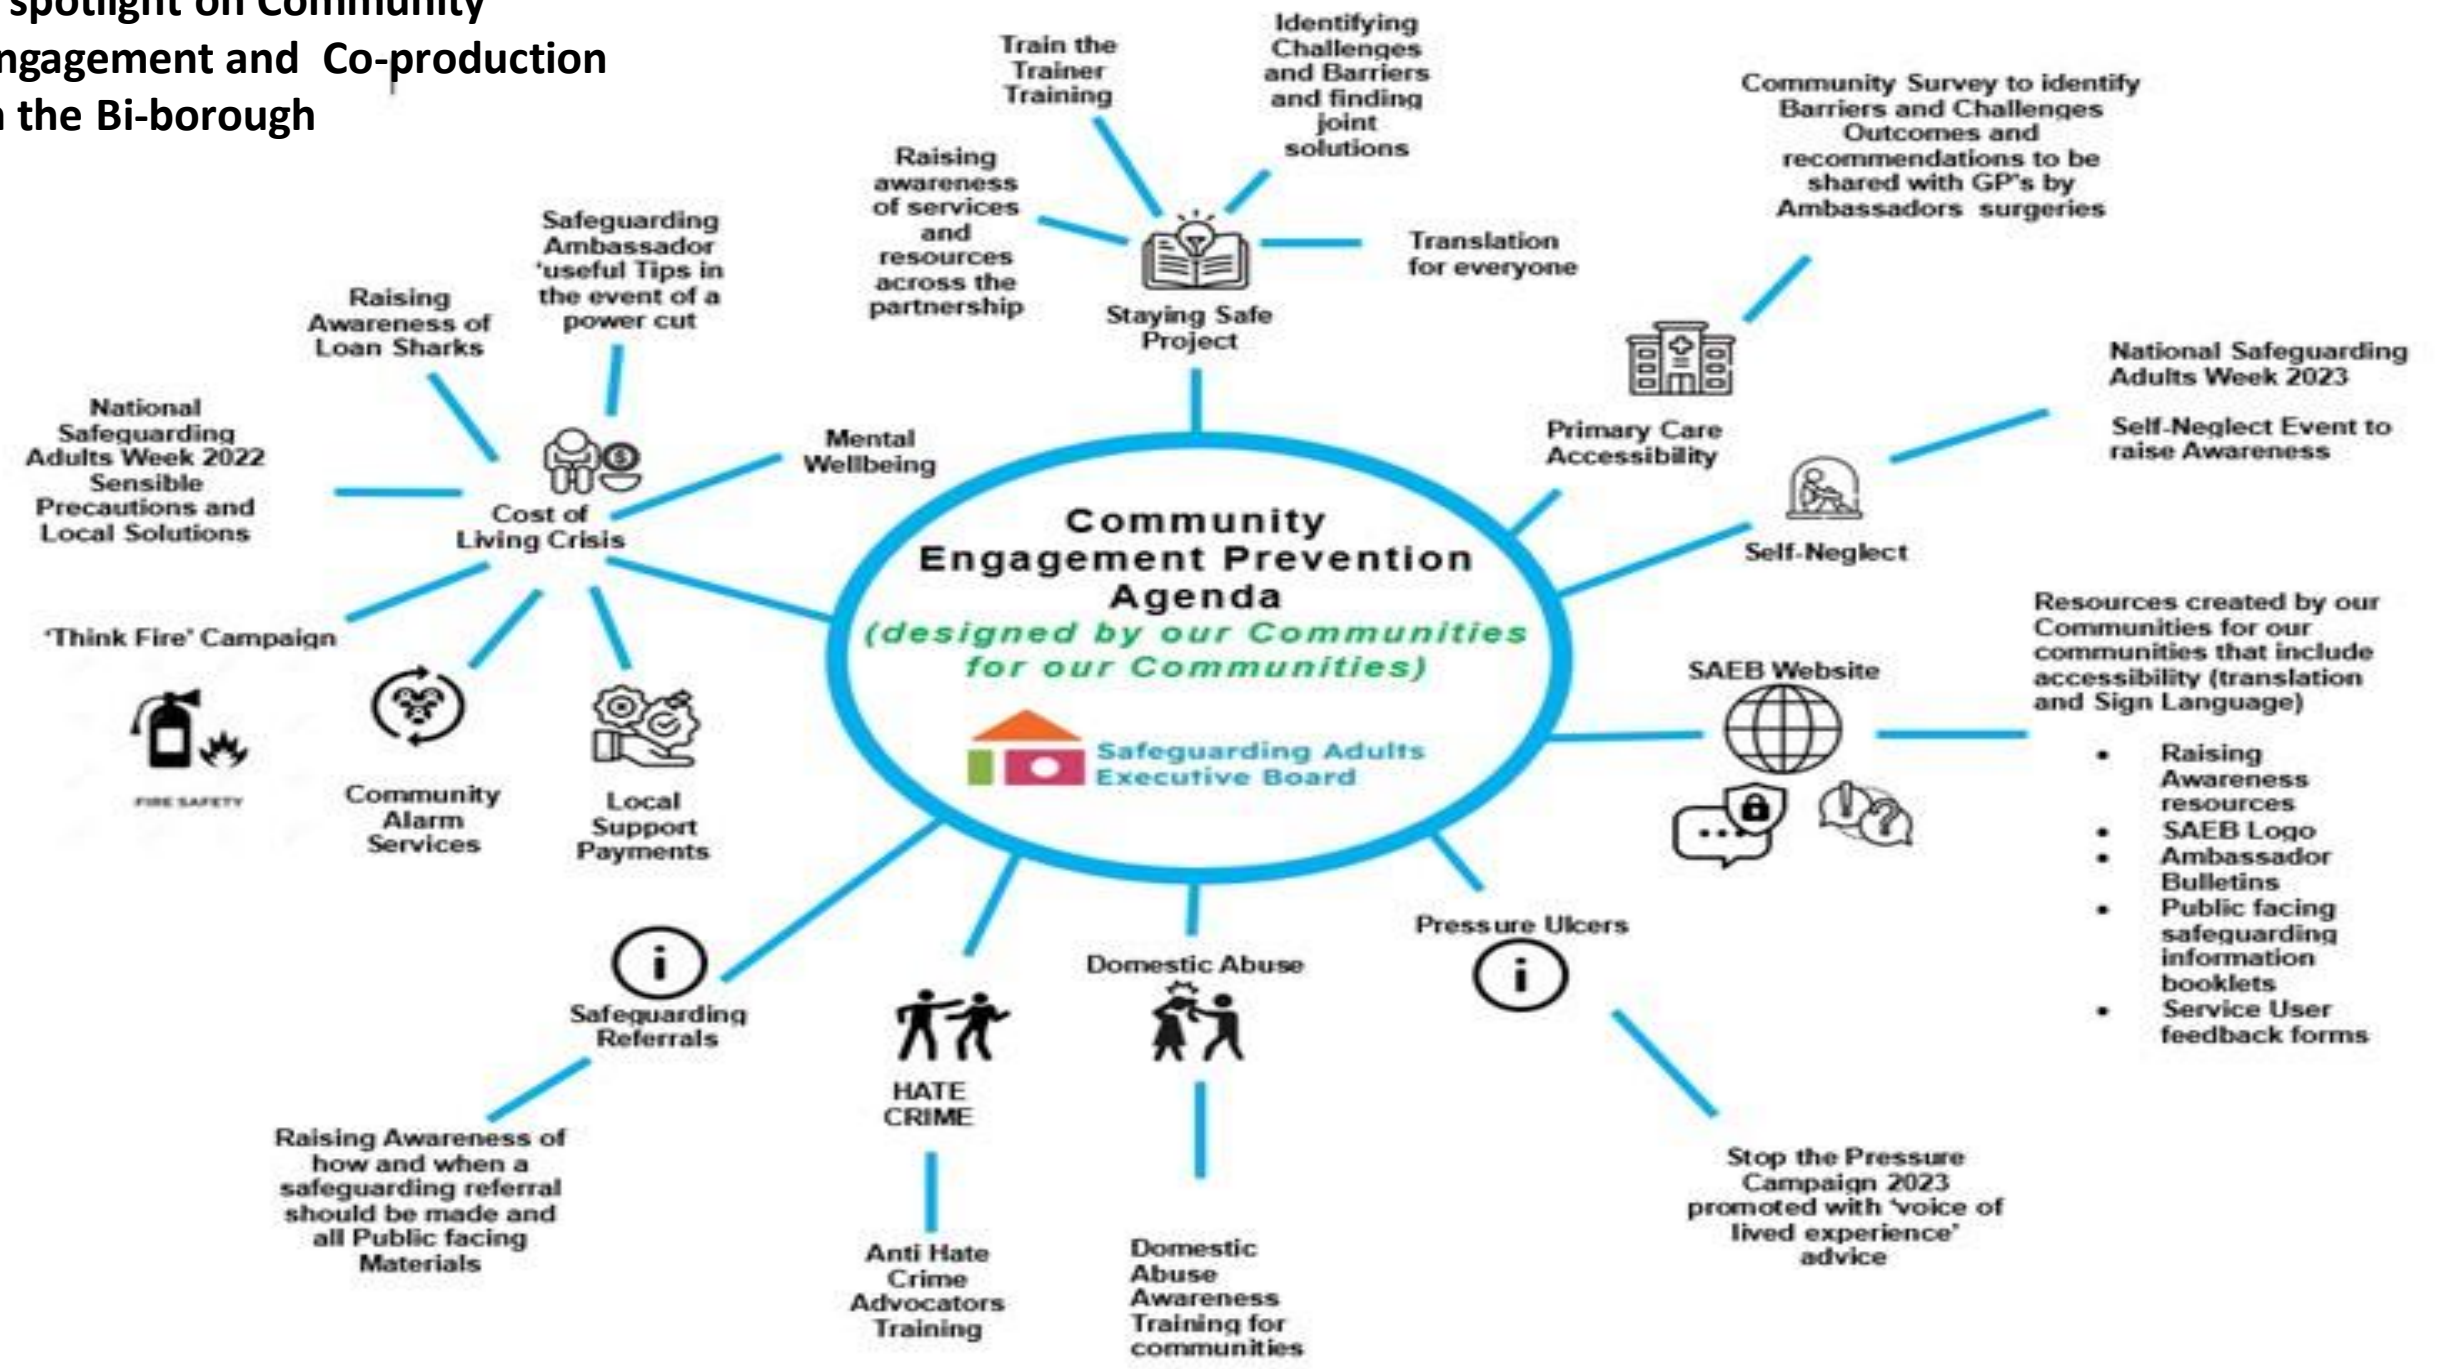 spotlight on Community
ngagement and Co-production
the Bi-borough
Train the
Trainer
Training
Identifying
Challenges
and Barriers
and finding
joint
solutions
Raising
awareness
of services
and
resources
across the
partnership
Translation
for everyone
Staying Safe
Project
Community Survey to identify
Barriers and Challenges
Outcomes and
recommendations to be
shared with GP's by
Ambassadors surgeries
Primary Care
Accessibility
National Safeguarding
Adults Week 2023
Self-Neglect Event to
raise Awareness
Self-Neglect
Safeguarding
Ambassador
'useful Tips in
the event of a
power cut
Raising
Awareness of
Loan Sharks
National
Safeguarding
Adults Week 2022
Sensible
Precautions and
Local Solutions
Mental
Wellbeing
Cost of
Living Crisis
'Think Fire' Campaign
FIRE SAFETY
Community
Alarm
Services
Local
Support
Payments
Community
Engagement Prevention
Agenda
(designed by our Communities
for our Communities)
Safeguarding Adults
Executive Board
SAEB Website
Resources created by our
Communities for our
communities that include
accessibility (translation
and Sign Language)
• Raising
Awareness
resources
• SAEB Logo
• Ambassador
Bulletins
• Public facing
safeguarding
information
booklets
• Service User
feedback forms
Safeguarding
Referrals
Raising Awareness of
how and when a
safeguarding referral
should be made and
all Public facing
Materials
HATE
CRIME
Anti Hate
Crime
Advocators
Training
Domestic Abuse
Domestic
Abuse
Awareness
Training for
communities
Pressure Ulcers
Stop the Pressure
Campaign 2023
promoted with 'voice of
lived experience'
advice